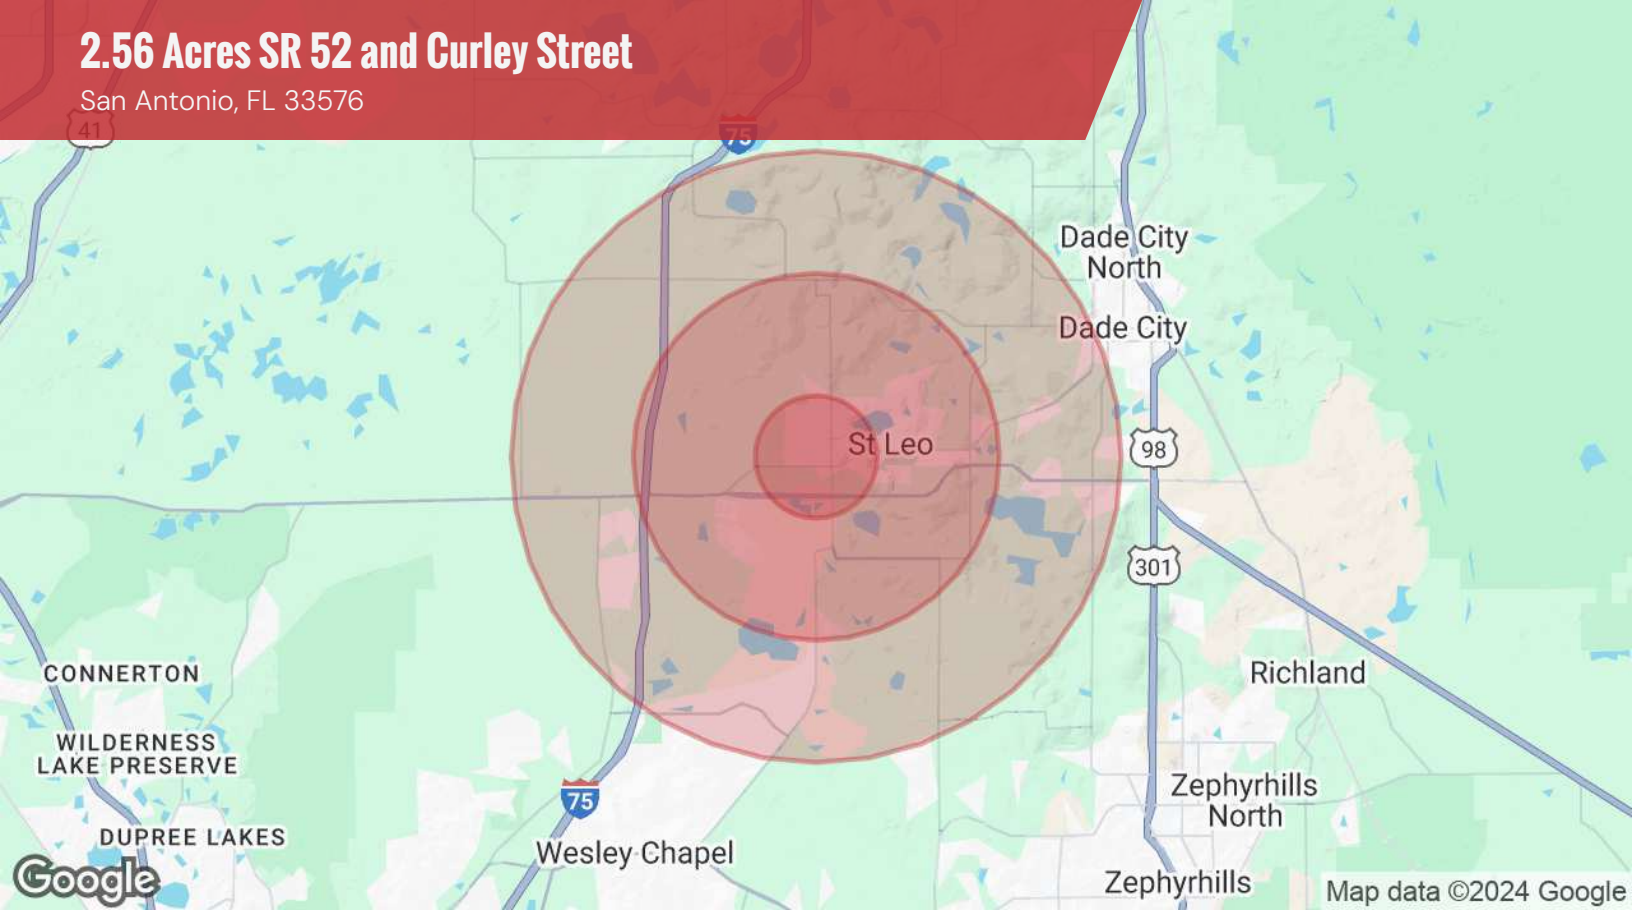 2.56 Acres SR 52 and Curley Street
San Antonio, FL 33576
41
75
Dade City
North
Dade City
St Leo
98
301
Richland
CONNERTON
WILDERNESS
LAKE PRESERVE
Zephyrhills
North
75
DUPREE LAKES
Wesley Chapel
Zephyrhills
Google
Map data ©2024 Google